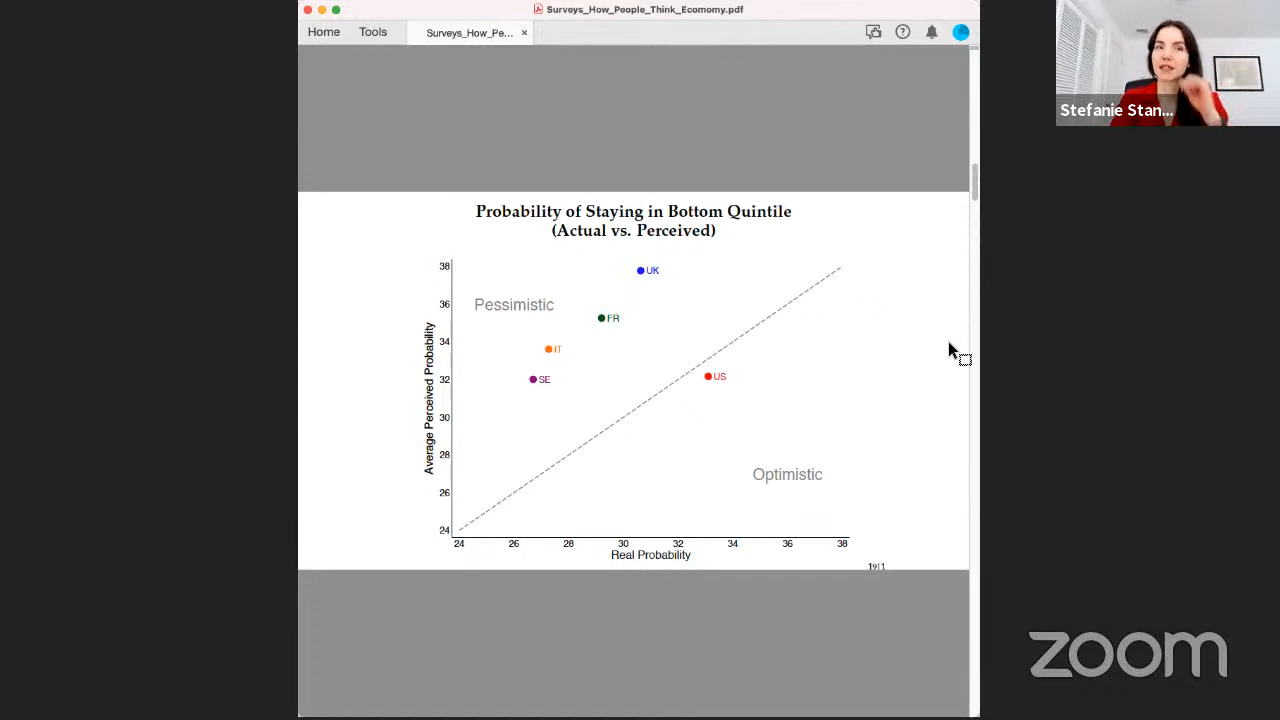 Surveys_How_People_Think_Ecomomy.pdf
Home
Tools
Surveys_How_Pe...
Stefanie Stan...
Probability of Staying in Bottom Quintile
(Actual vs. Perceived)
Average Perceived Probability
38
36
34
32
30
28
26
24
Pessimistic
UK
FR
IT
SE
US
Optimistic
24 26 28 30 32 34 36 38
Real Probability
19|1
zoom